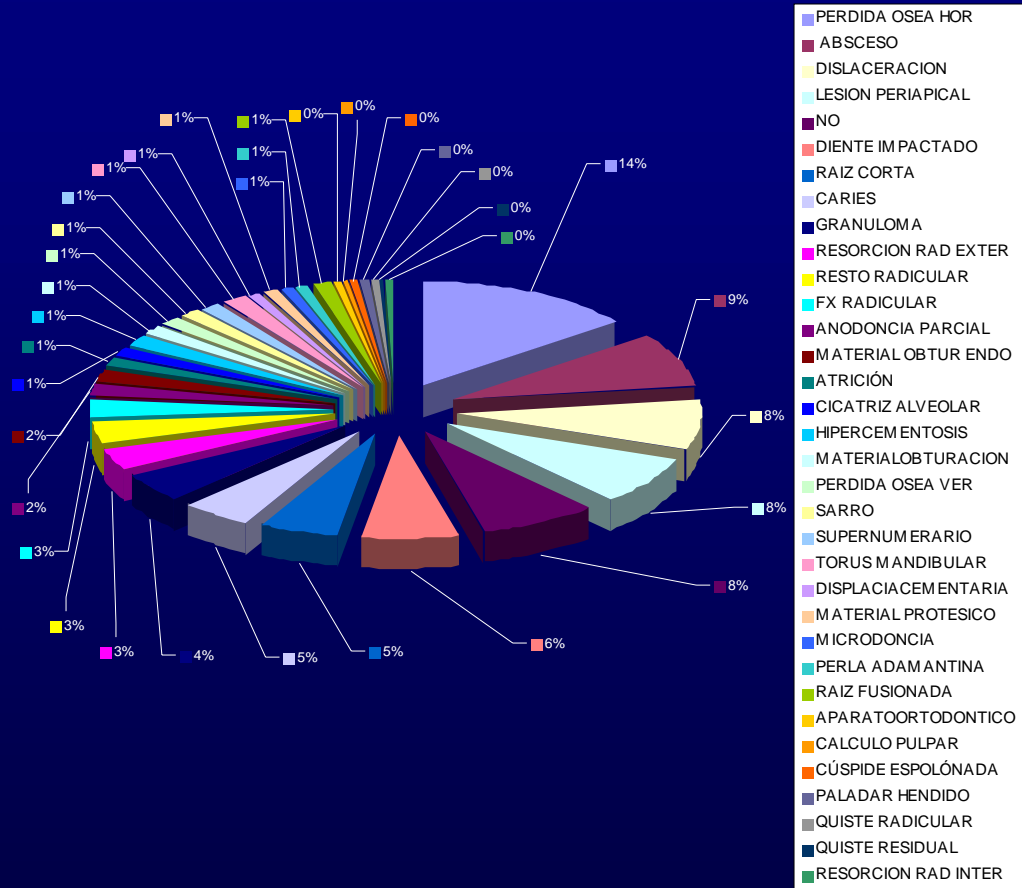 14%
9%
8%
8%
8%
6%
5%
5%
4%
3%
3%
3%
2%
2%
1%
1%
1%
1%
1%
1%
1%
1%
1%
1%
1%
1%
1%
0%
0%
0%
0%
0%
0%
0%
PERDIDA OSEA HOR
ABSCESO
DISLACERACION
LESION PERIAPICAL
NO
DIENTE IMPACTADO
RAIZ CORTA
CARIES
GRANULOMA
RESORCION RAD EXTER
RESTO RADICULAR
FX RADICULAR
ANODONCIA PARCIAL
MATERIAL OBTUR ENDO
ATRICIÓN
CICATRIZ ALVEOLAR
HIPERCEMENTOSIS
MATERIALOBTURACION
PERDIDA OSEA VER
SARRO
SUPERNUMERARIO
TORUS MANDIBULAR
DISPLACIACEMENTARIA
MATERIAL PROTESICO
MICRODONCIA
PERLA ADAMANTINA
RAIZ FUSIONADA
APARATOORTODONTICO
CALCULO PULPAR
CÚSPIDE ESPOLÓNADA
PALADAR HENDIDO
QUISTE RADICULAR
QUISTE RESIDUAL
RESORCION RAD INTER